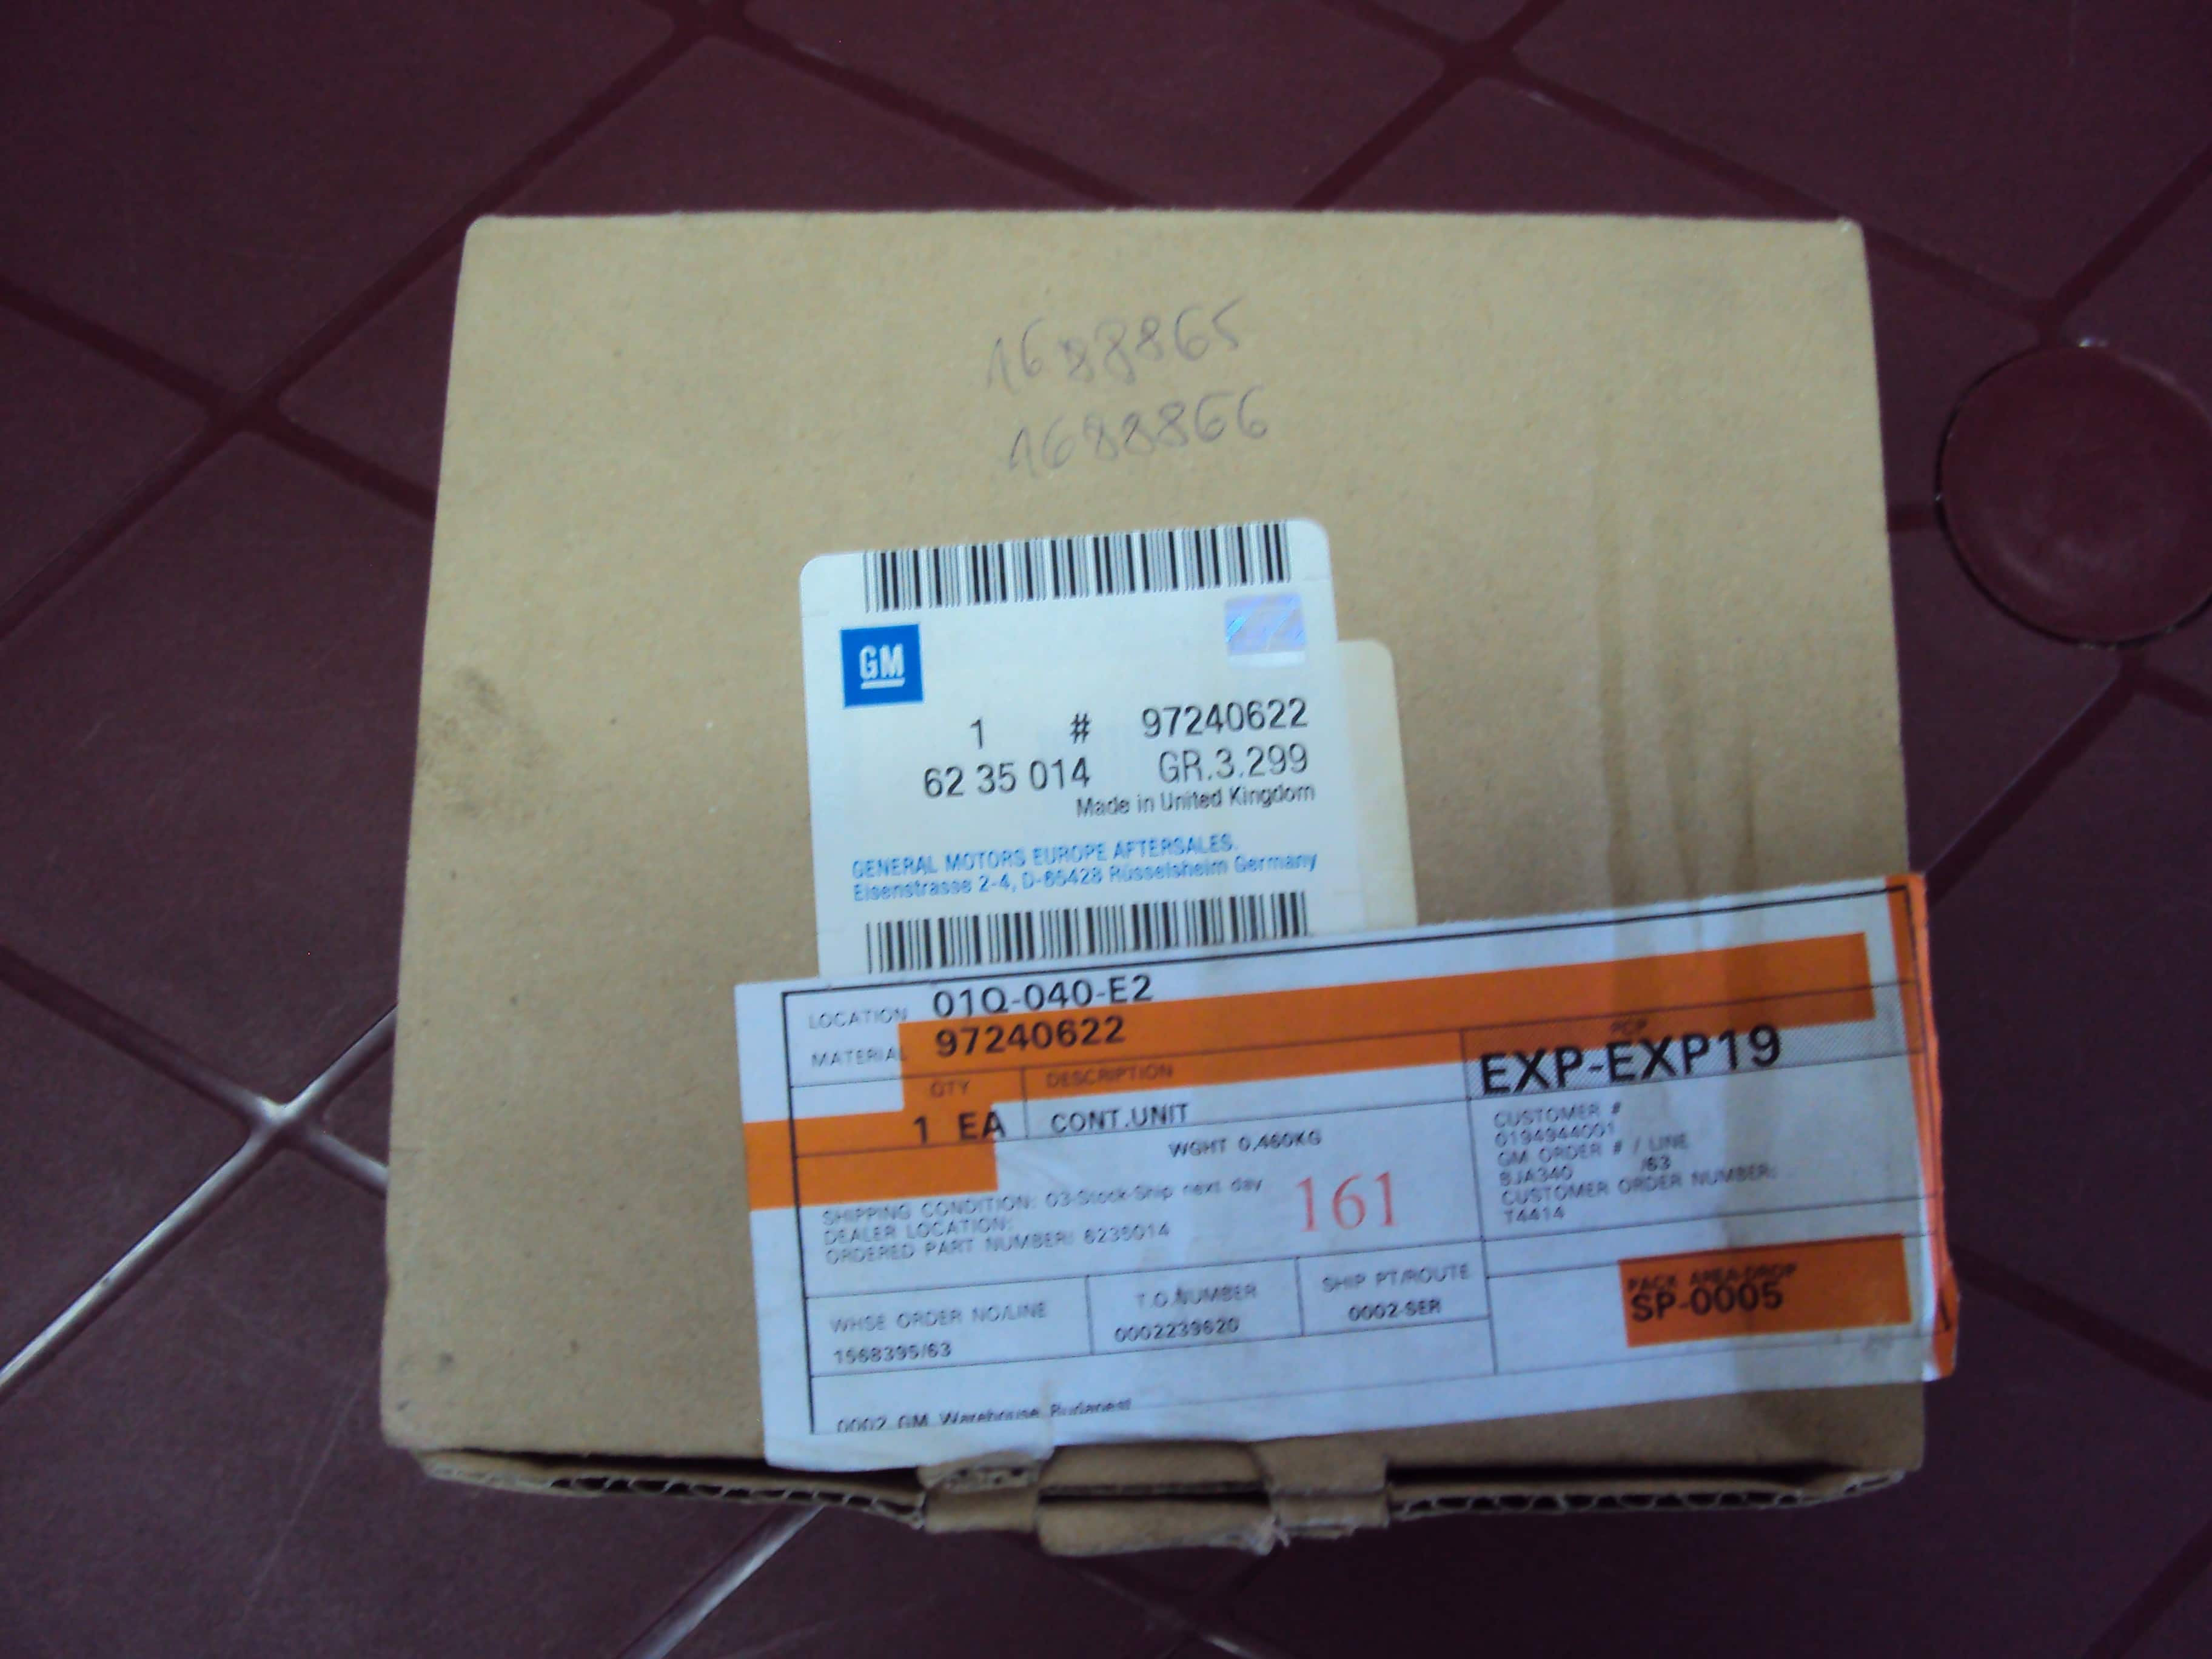 1688865
1688866
GM
1 # 97240622
62 35 014 GR.3.299
Made in United Kingdom
GENERAL MOTORS EUROPE AFTERSALES.
Eisenstrasse 2-4, D-65428 Rüsselsheim Germany
LOCATION 01Q-040-E2
MATERIAL 97240622
PCP
EXP-EXP19
QTY DESCRIPTION
1 EA CONT.UNIT
WGHT 0.460KG
CUSTOMER #
0194944001
GM ORDER # / LINE
BJA340 /63
CUSTOMER ORDER NUMBER:
T4414
SHIPPING CONDITION: 03-Stock-Ship next day
DEALER LOCATION:
ORDERED PART NUMBER: 6235014
161
WHSE ORDER NO/LINE
1568395/63
T.O.NUMBER
0002239620
SHIP PT/ROUTE
0002-SER
PACK AREA-DROP
SP-0005
0002 GM Warehouse Budapest